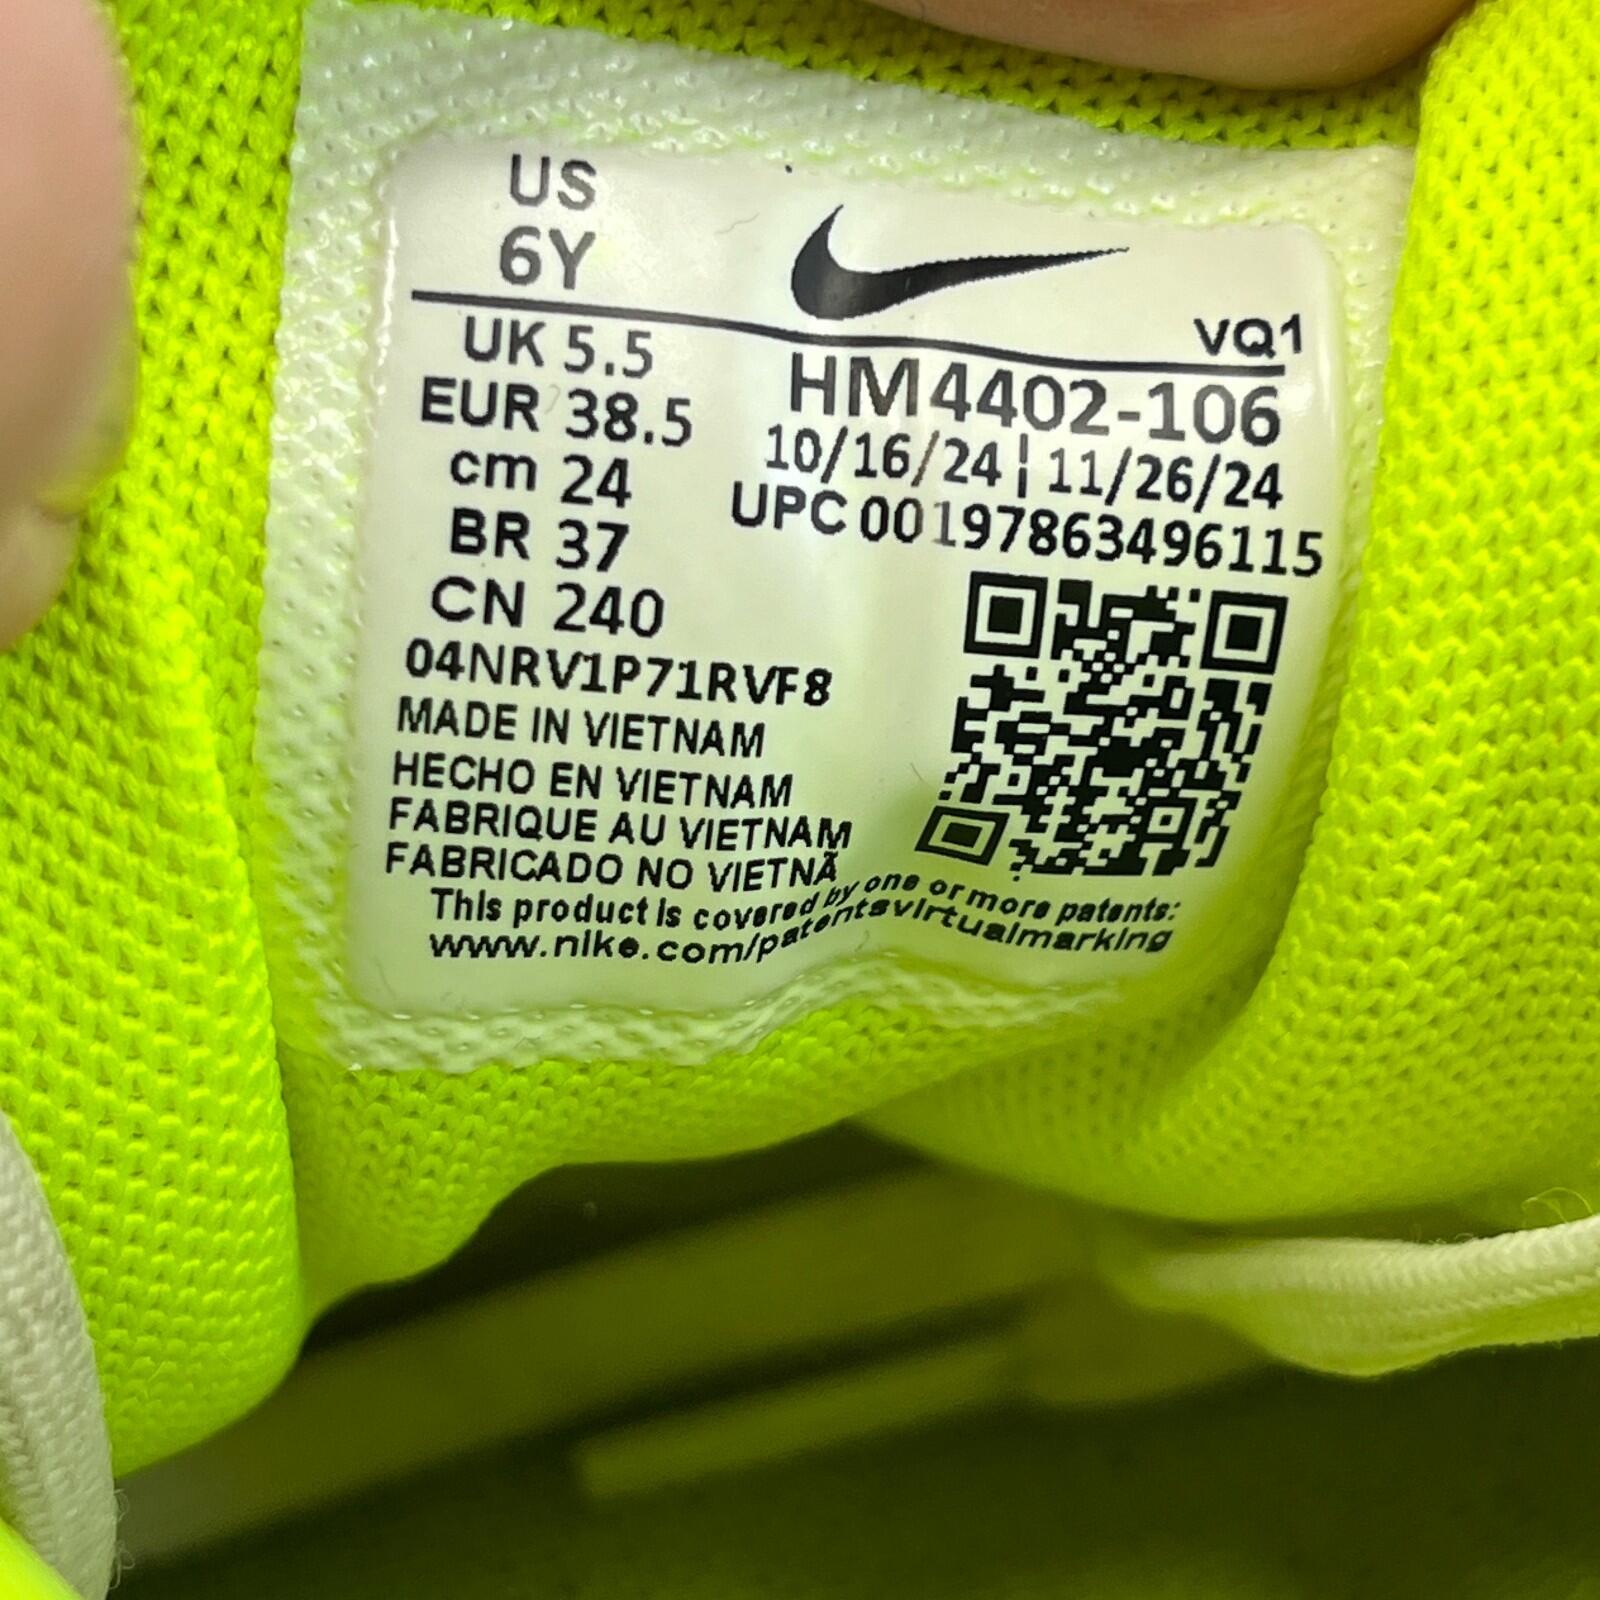 US
6Y
VQ1
UK 5.5
EUR 38.5
cm 24
BR 37
CN 240
HM4402-106
10/16/24 ¦ 11/26/24
UPC 00197863496115
04NRV1P71RVF8
MADE IN VIETNAM
HECHO EN VIETNAM
FABRIQUE AU VIETNAM
FABRICADO NO VIETNÃ
This product is covered by one or more patents:
www.nike.com/patentsvirtualmarking